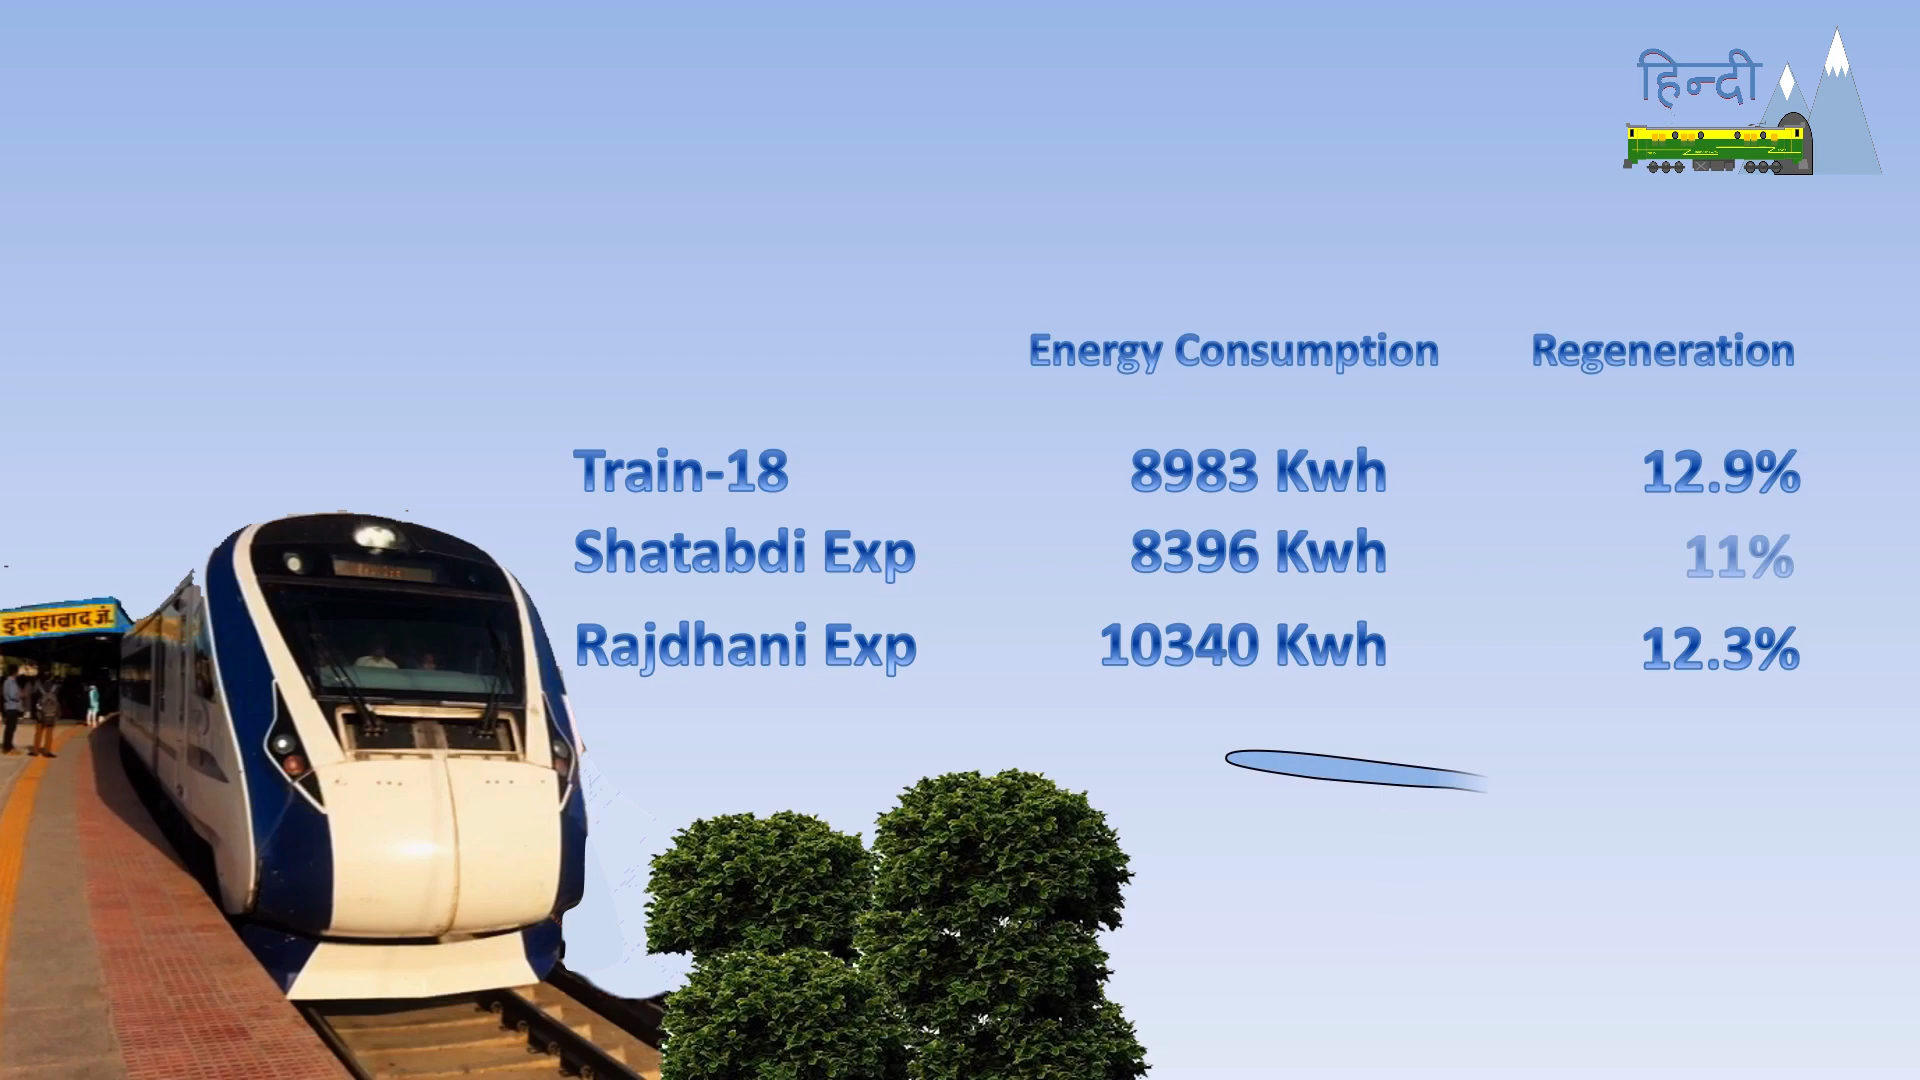 हिन्दी
Energy Consumption Regeneration
Train-18 8983 Kwh 12.9%
Shatabdi Exp 8396 Kwh 11%
Rajdhani Exp 10340 Kwh 12.3%
इलाहाबाद जं.